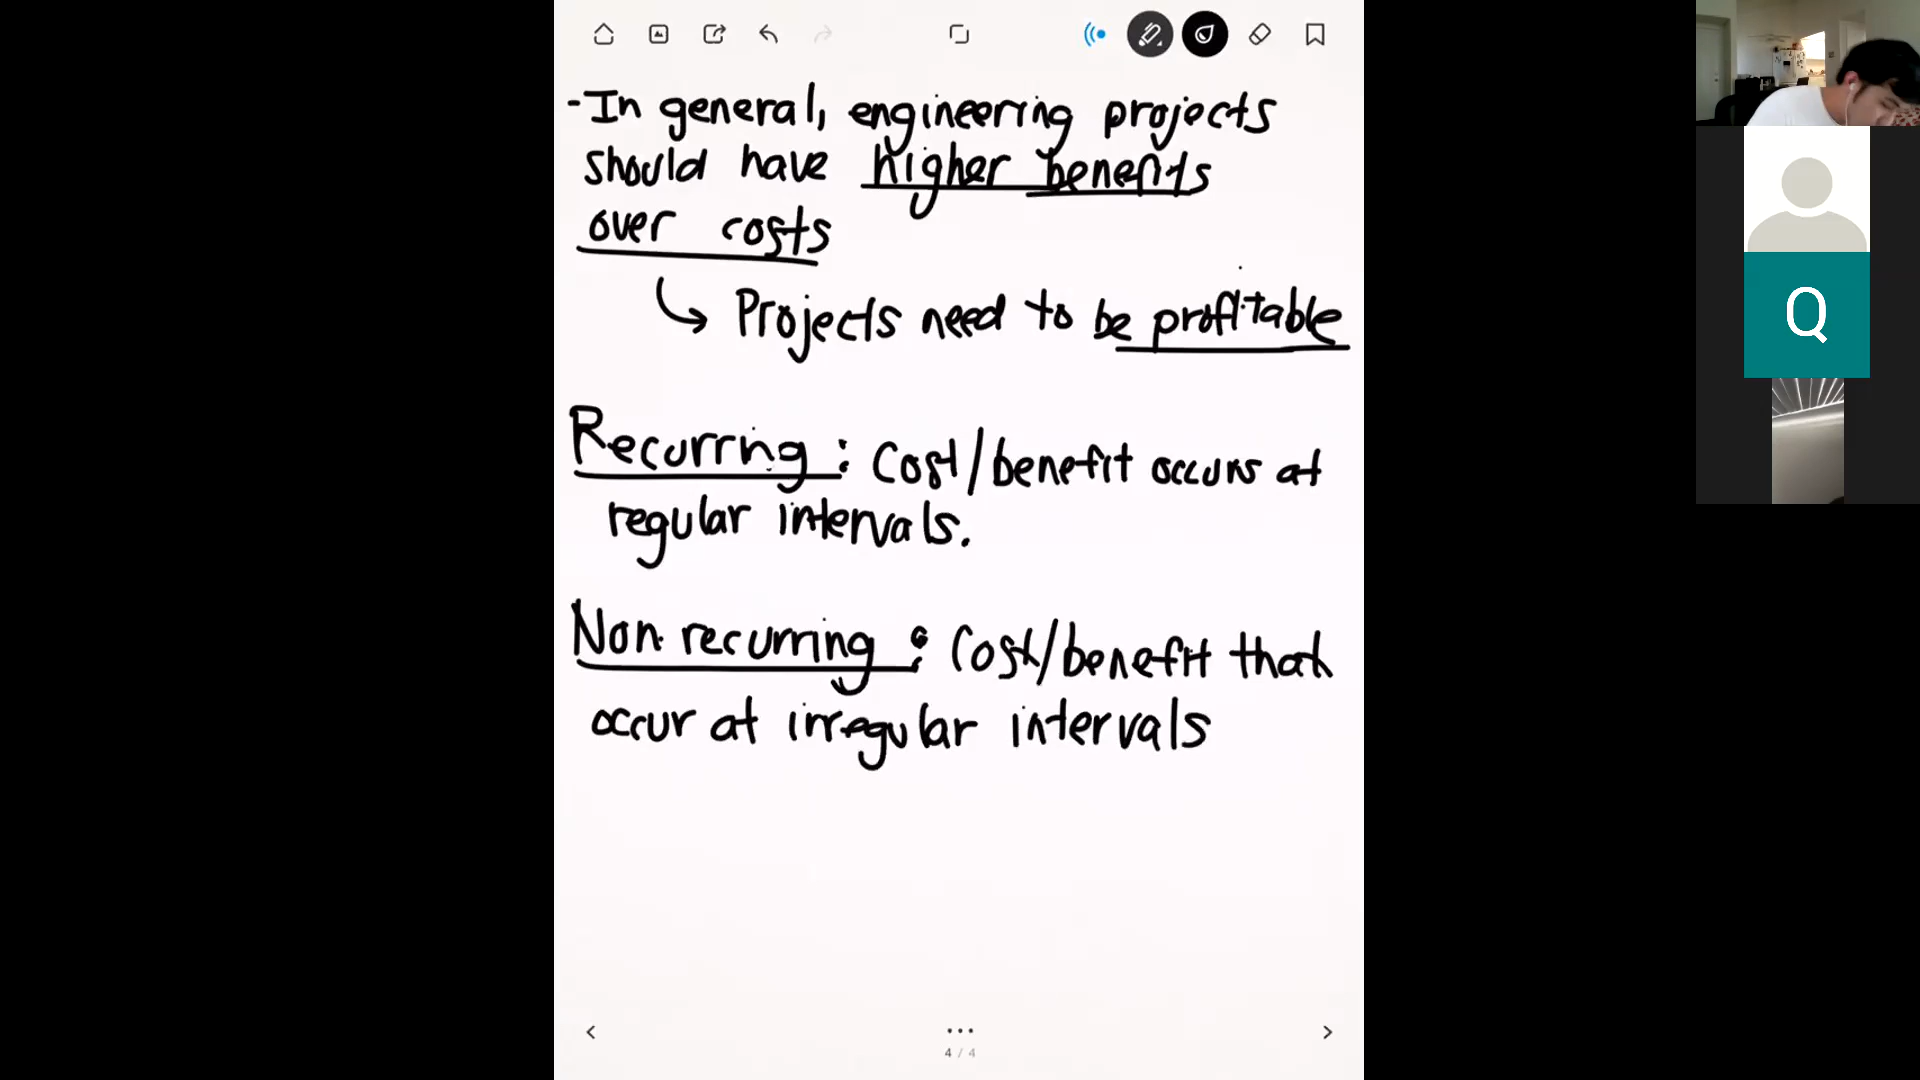 - In general, engineering projects
should have higher benefits
over costs
↳ Projects need to be profitable
Recurring: Cost/benefit occurs at
regular intervals.
Non recurring: Cost/benefit that
occur at irregular intervals
4 / 4
Q